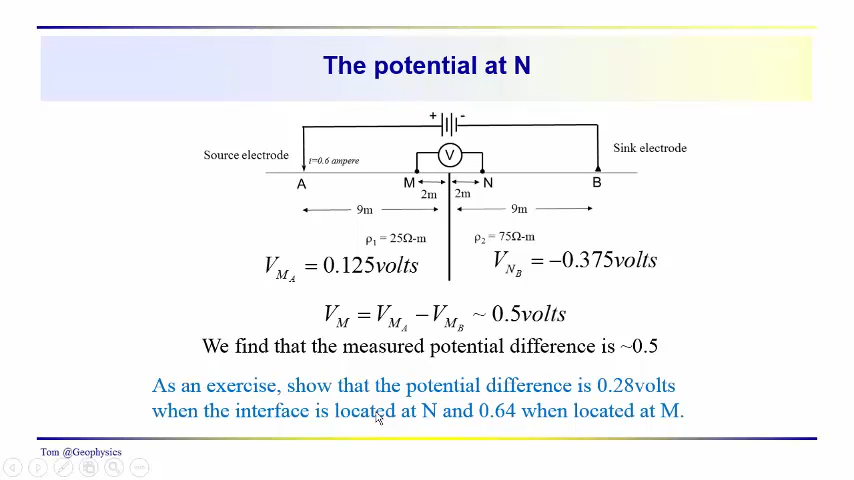 The potential at N
+ -
Source electrode
V
Sink electrode
i=0.6 ampere
A M N B
2m 2m
9m 9m
ρ₁ = 25Ω-m ρ₂ = 75Ω-m
V_{M_A} = 0.125volts V_{N_B} = −0.375volts
V_M = V_{M_A} − V_{M_B} ~ 0.5volts
We find that the measured potential difference is ~0.5
As an exercise, show that the potential difference is 0.28volts
when the interface is located at N and 0.64 when located at M.
Tom @Geophysics